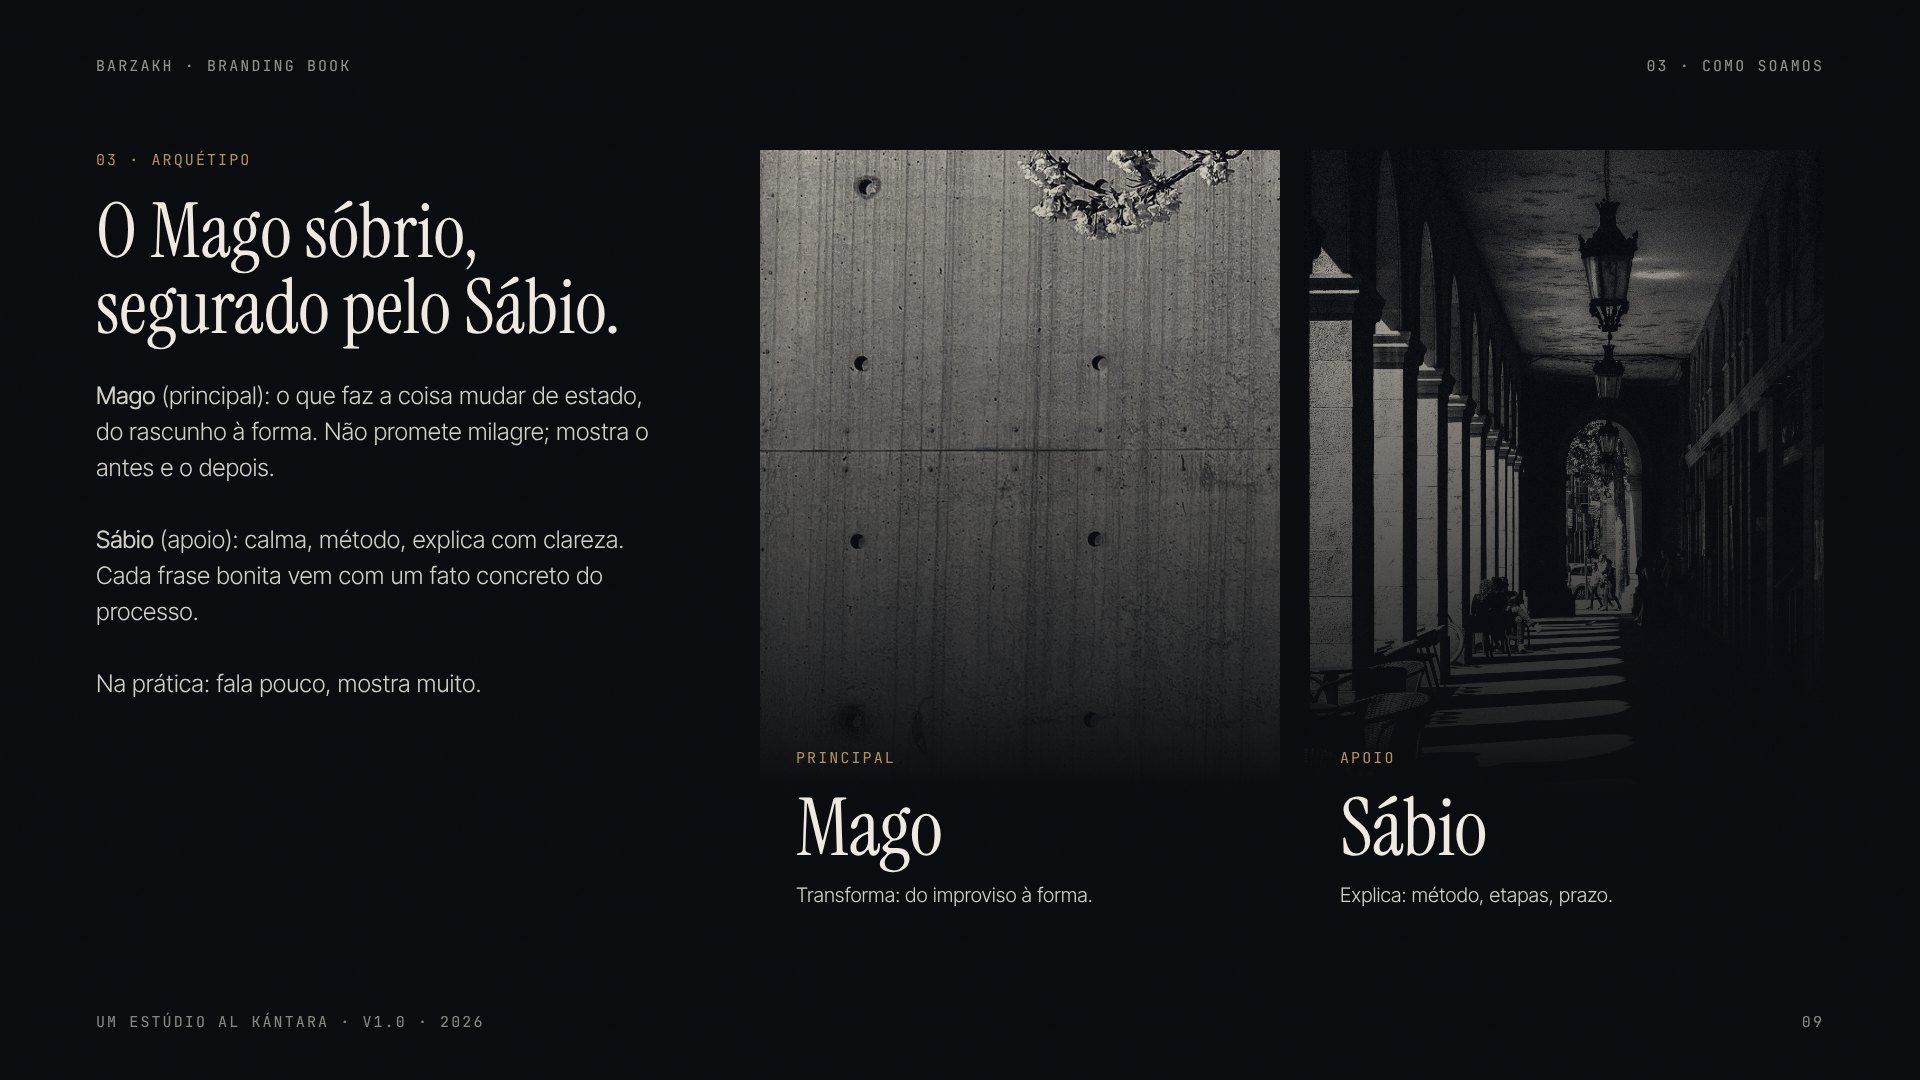 BARZAKH · BRANDING BOOK
03 · COMO SOAMOS
03 · ARQUÉTIPO
O Mago sóbrio,
segurado pelo Sábio.
Mago (principal): o que faz a coisa mudar de estado,
do rascunho à forma. Não promete milagre; mostra o
antes e o depois.
Sábio (apoio): calma, método, explica com clareza.
Cada frase bonita vem com um fato concreto do
processo.
Na prática: fala pouco, mostra muito.
PRINCIPAL
Mago
Transforma: do improviso à forma.
APOIO
Sábio
Explica: método, etapas, prazo.
UM ESTÚDIO AL KÁNTARA · V1.0 · 2026
09